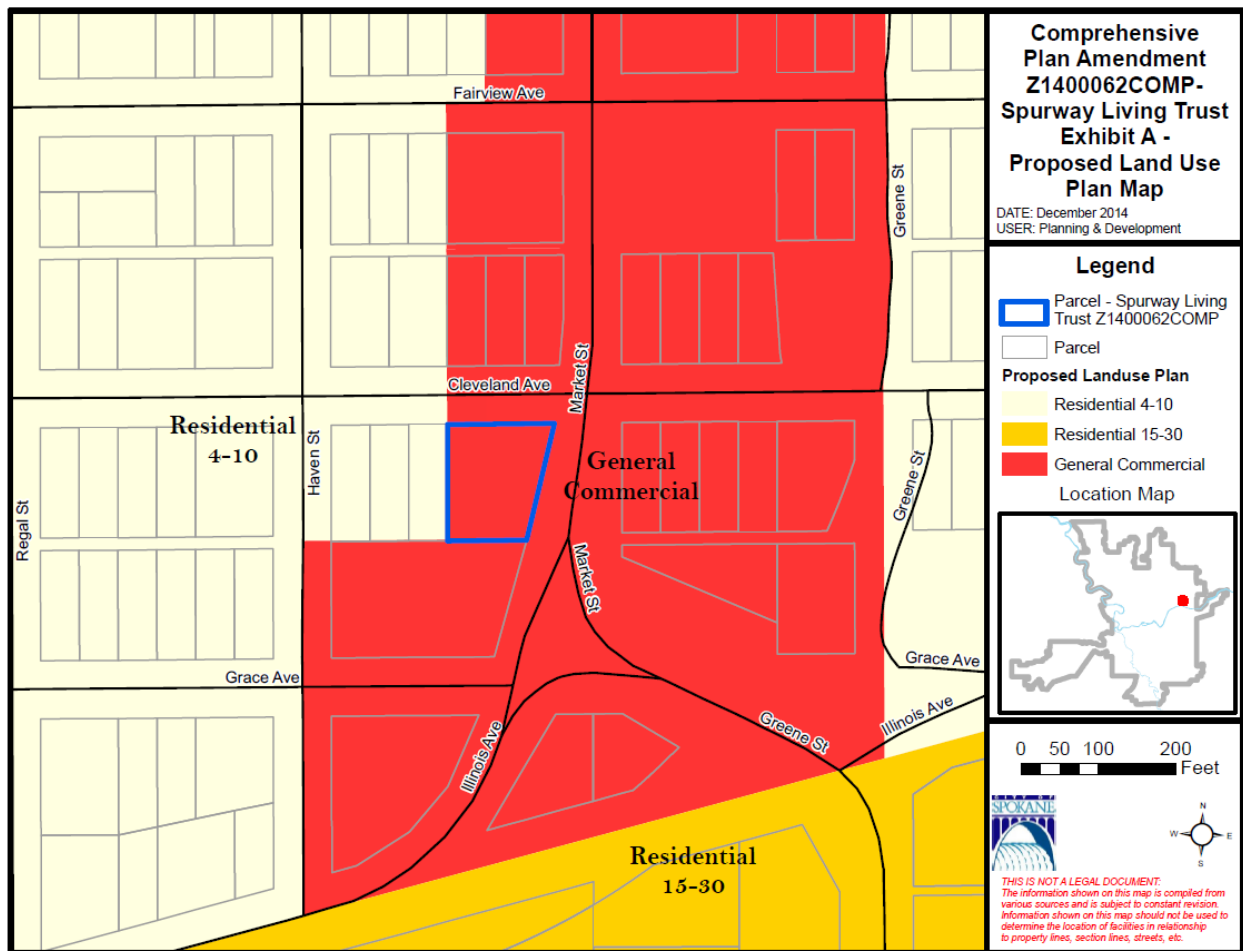 Fairview Ave
Greene St
Market St
Cleveland Ave
Residential
4-10
Haven St
General
Commercial
Greene St
Regal St
Market St
Grace Ave
Grace Ave
Illinois Ave
Greene St
Illinois Ave
Residential
15-30
Comprehensive
Plan Amendment
Z1400062COMP-
Spurway Living Trust
Exhibit A -
Proposed Land Use
Plan Map
DATE: December 2014
USER: Planning & Development
Legend
Parcel - Spurway Living
Trust Z1400062COMP
Parcel
Proposed Landuse Plan
Residential 4-10
Residential 15-30
General Commercial
Location Map
0 50 100 200
Feet
SPOKANE
N
W E
S
THIS IS NOT A LEGAL DOCUMENT:
The information shown on this map is compiled from
various sources and is subject to constant revision.
Information shown on this map should not be used to
determine the location of facilities in relationship
to property lines, section lines, streets, etc.